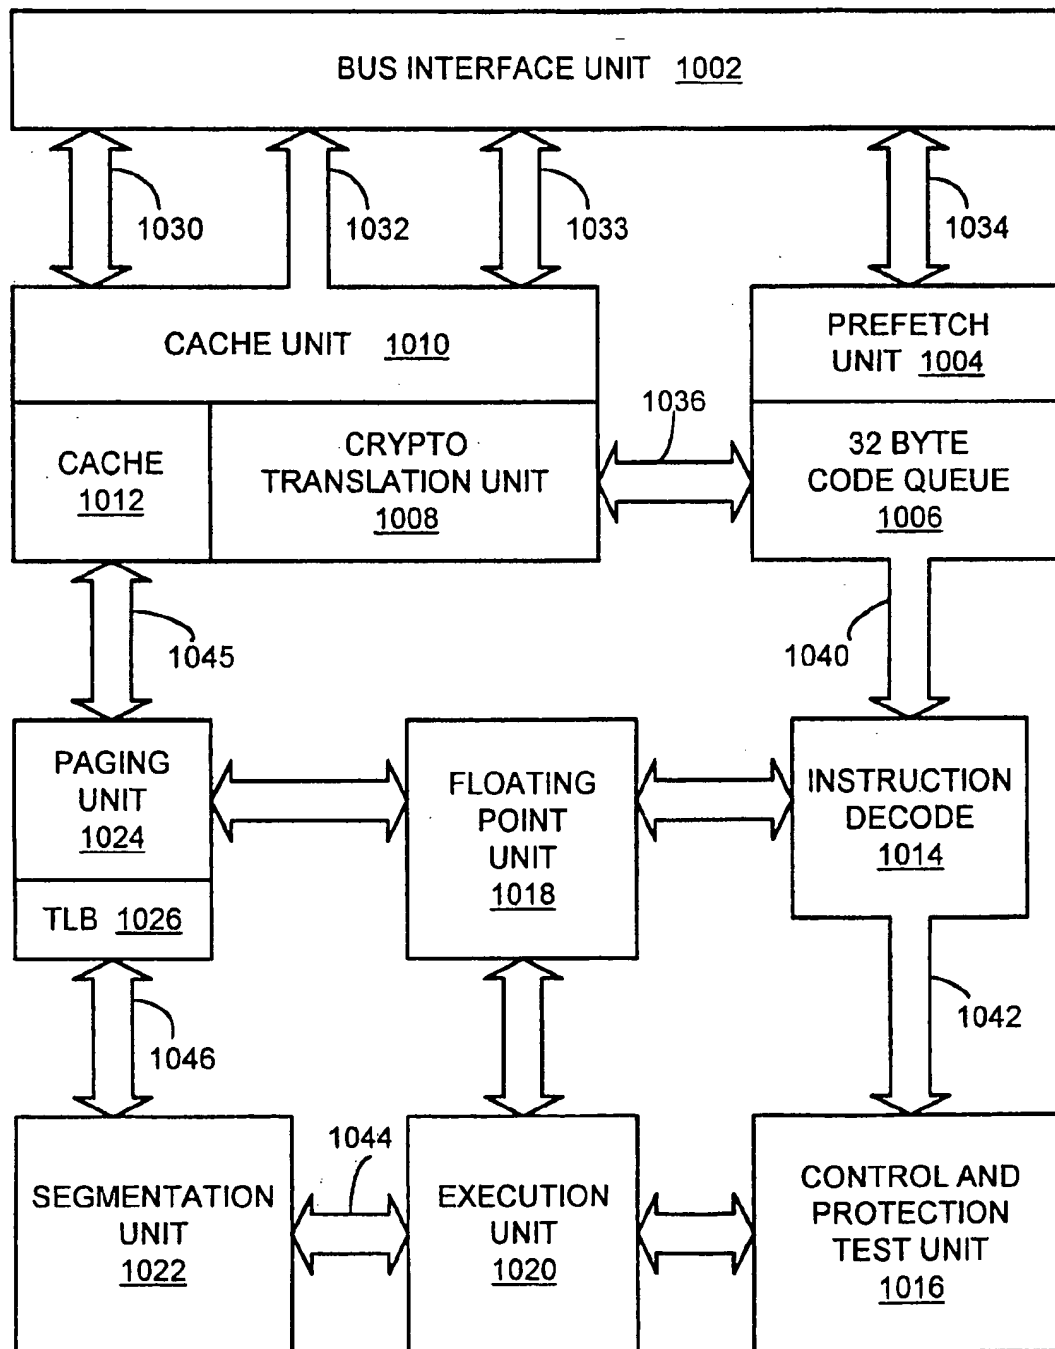 BUS INTERFACE UNIT 1002
1030
1032
1033
1034
CACHE UNIT 1010
PREFETCH
UNIT 1004
1036
CACHE
1012
CRYPTO
TRANSLATION UNIT
1008
32 BYTE
CODE QUEUE
1006
1045
1040
PAGING
UNIT
1024
TLB 1026
FLOATING
POINT
UNIT
1018
INSTRUCTION
DECODE
1014
1046
1042
1044
SEGMENTATION
UNIT
1022
EXECUTION
UNIT
1020
CONTROL AND
PROTECTION
TEST UNIT
1016